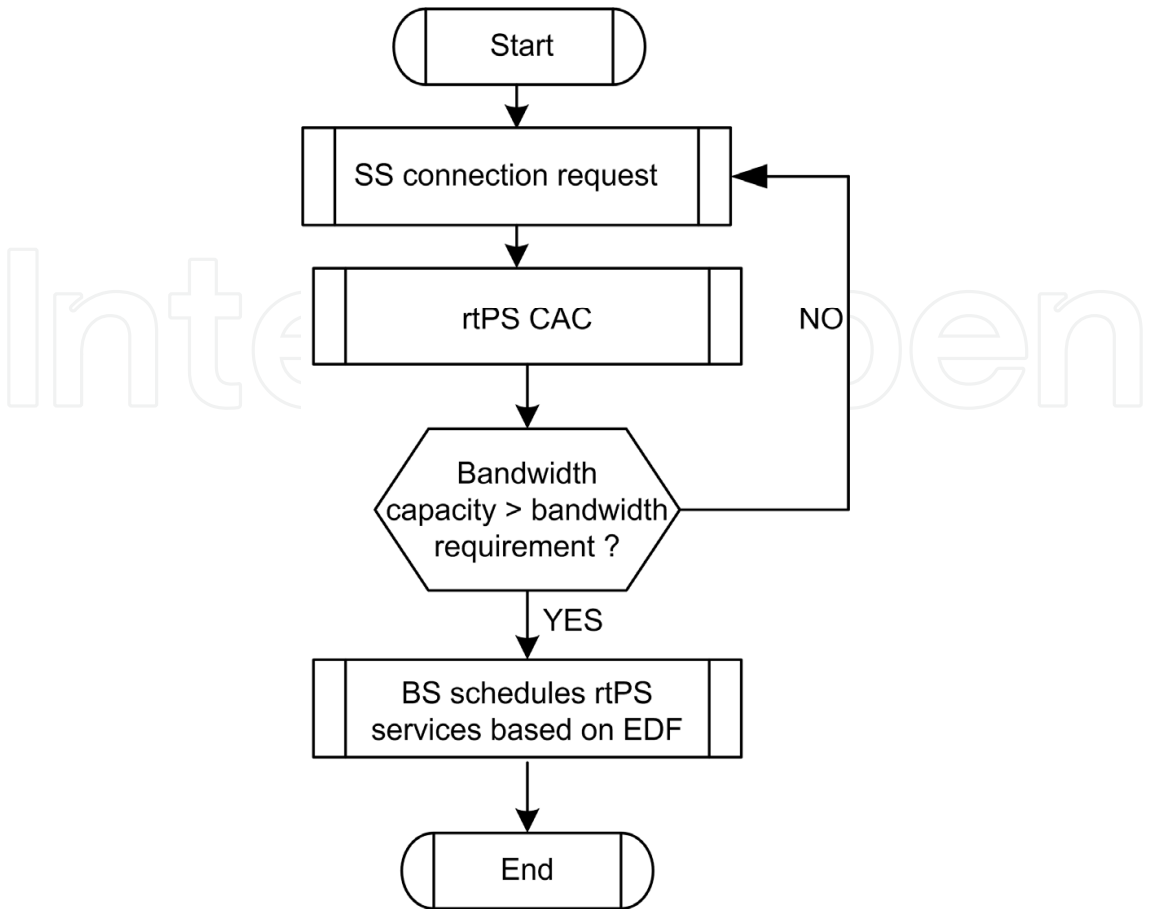 Start
SS connection request
rtPS CAC
NO
Bandwidth
capacity > bandwidth
requirement ?
YES
BS schedules rtPS
services based on EDF
End